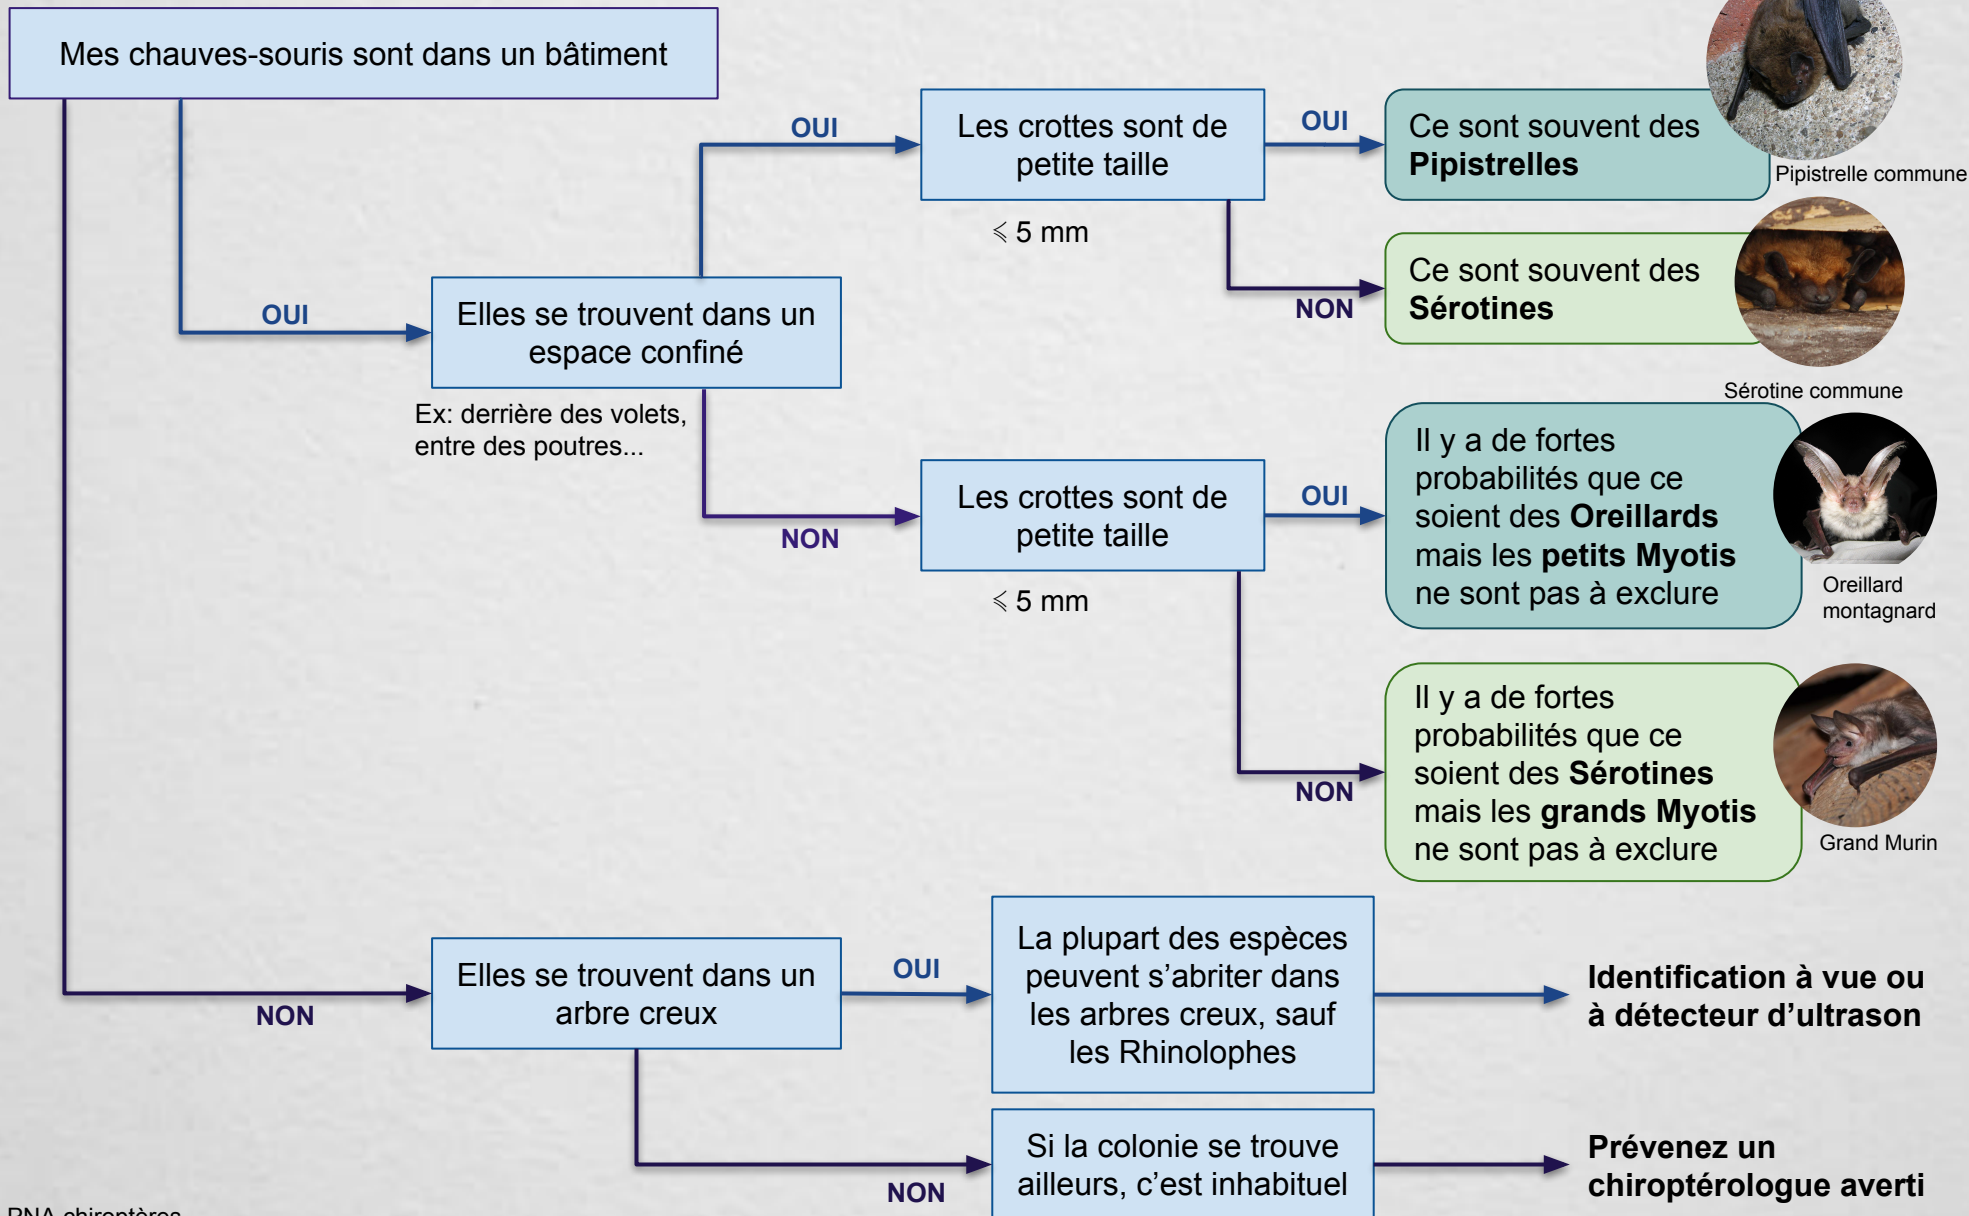 Mes chauves-souris sont dans un bâtiment
OUI
Elles se trouvent dans un
espace confiné
Ex: derrière des volets,
entre des poutres...
OUI
Les crottes sont de
petite taille
≤ 5 mm
OUI
Ce sont souvent des
Pipistrelles
Pipistrelle commune
NON
Ce sont souvent des
Sérotines
Sérotine commune
NON
Les crottes sont de
petite taille
≤ 5 mm
OUI
Il y a de fortes
probabilités que ce
soient des Oreillards
mais les petits Myotis
ne sont pas à exclure
Oreillard
montagnard
NON
Il y a de fortes
probabilités que ce
soient des Sérotines
mais les grands Myotis
ne sont pas à exclure
Grand Murin
NON
Elles se trouvent dans un
arbre creux
OUI
La plupart des espèces
peuvent s’abriter dans
les arbres creux, sauf
les Rhinolophes
Identification à vue ou
à détecteur d’ultrason
NON
Si la colonie se trouve
ailleurs, c’est inhabituel
Prévenez un
chiroptérologue averti
PNA chiroptères